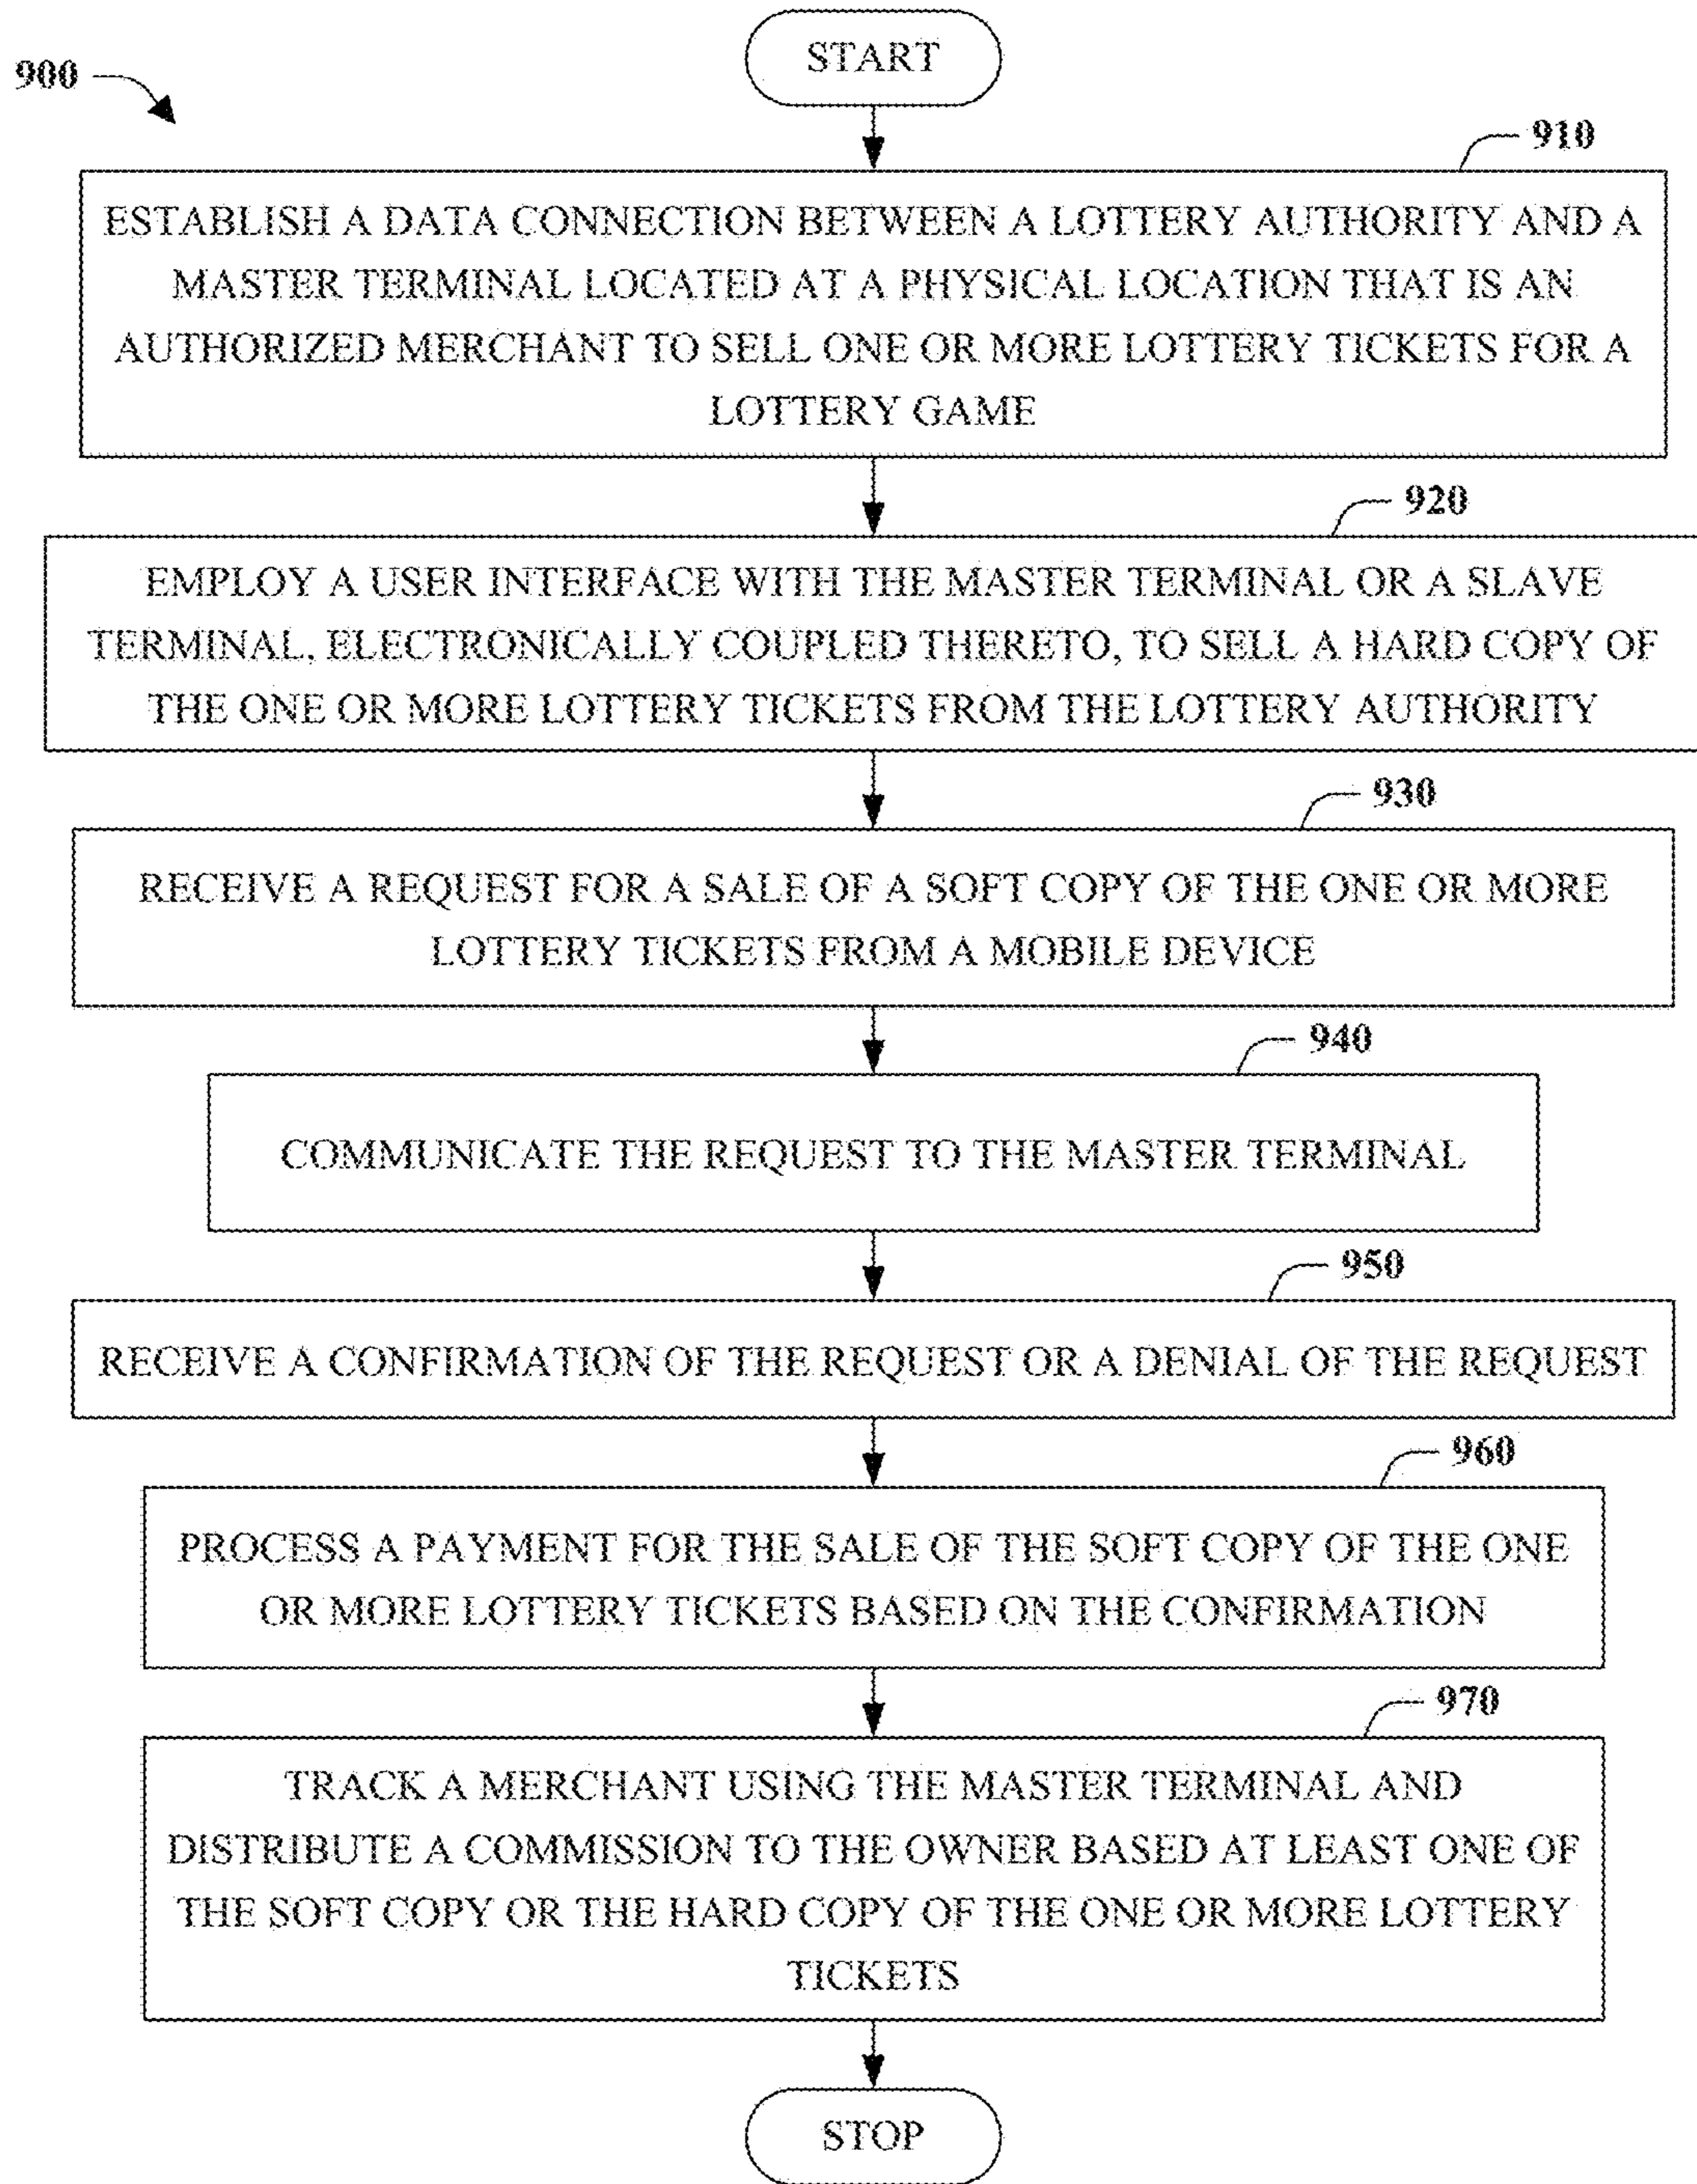 START
900
910
ESTABLISH A DATA CONNECTION BETWEEN A LOTTERY AUTHORITY AND A
MASTER TERMINAL LOCATED AT A PHYSICAL LOCATION THAT IS AN
AUTHORIZED MERCHANT TO SELL ONE OR MORE LOTTERY TICKETS FOR A
LOTTERY GAME
920
EMPLOY A USER INTERFACE WITH THE MASTER TERMINAL OR A SLAVE
TERMINAL, ELECTRONICALLY COUPLED THERETO, TO SELL A HARD COPY OF
THE ONE OR MORE LOTTERY TICKETS FROM THE LOTTERY AUTHORITY
930
RECEIVE A REQUEST FOR A SALE OF A SOFT COPY OF THE ONE OR MORE
LOTTERY TICKETS FROM A MOBILE DEVICE
940
COMMUNICATE THE REQUEST TO THE MASTER TERMINAL
950
RECEIVE A CONFIRMATION OF THE REQUEST OR A DENIAL OF THE REQUEST
960
PROCESS A PAYMENT FOR THE SALE OF THE SOFT COPY OF THE ONE
OR MORE LOTTERY TICKETS BASED ON THE CONFIRMATION
970
TRACK A MERCHANT USING THE MASTER TERMINAL AND
DISTRIBUTE A COMMISSION TO THE OWNER BASED AT LEAST ONE OF
THE SOFT COPY OR THE HARD COPY OF THE ONE OR MORE LOTTERY
TICKETS
STOP